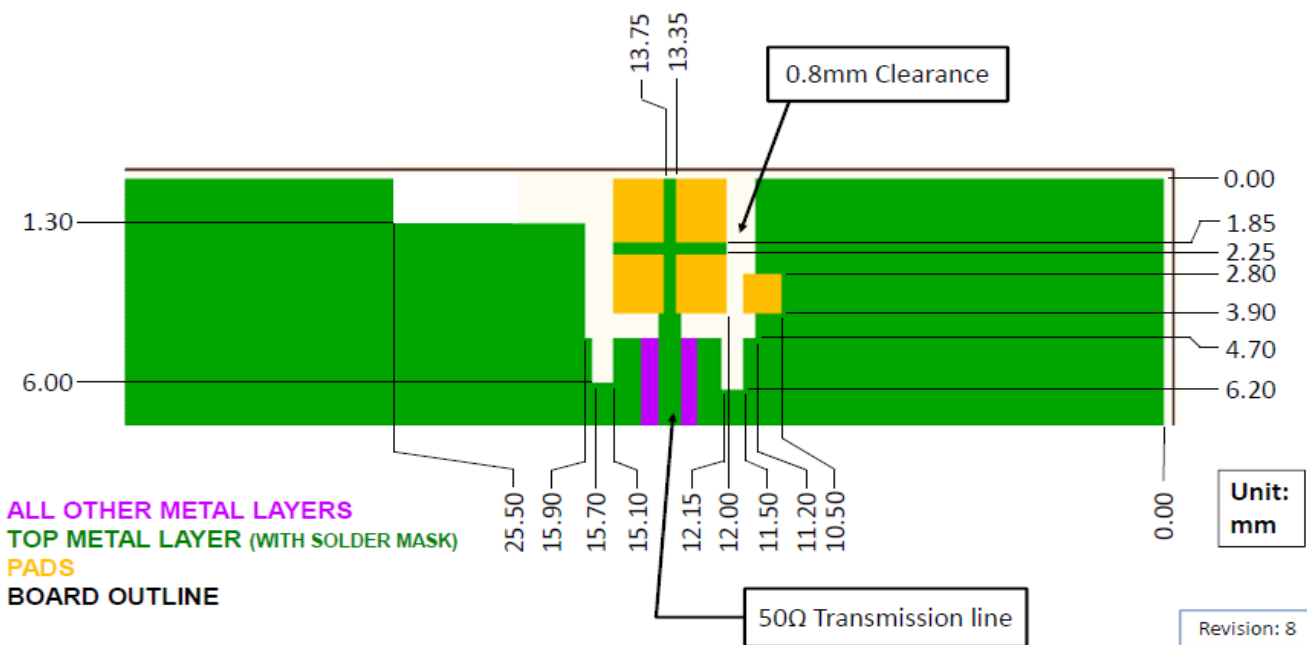 13.75
13.35
0.8mm Clearance
0.00
1.30
1.85
2.25
2.80
3.90
4.70
6.00
6.20
25.50
15.90
15.70
15.10
12.15
12.00
11.50
11.20
10.50
0.00
Unit:
mm
ALL OTHER METAL LAYERS
TOP METAL LAYER (WITH SOLDER MASK)
PADS
BOARD OUTLINE
50Ω Transmission line
Revision: 8